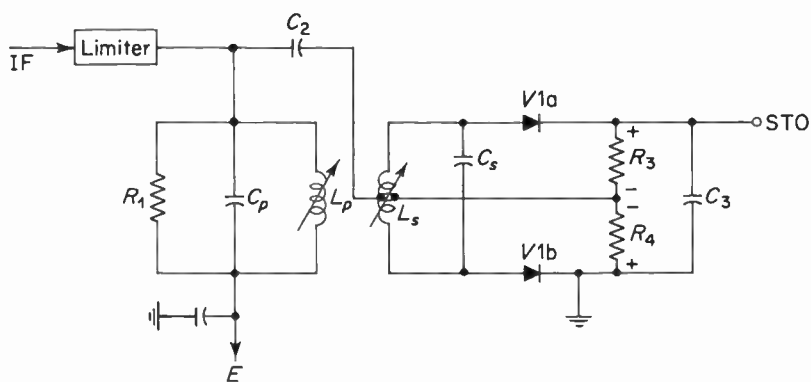 C2
Limiter
IF
V1a
STO
+
R3
Cs
R1
Cp
Lp
Ls
−
−
C3
R4
V1b
+
E